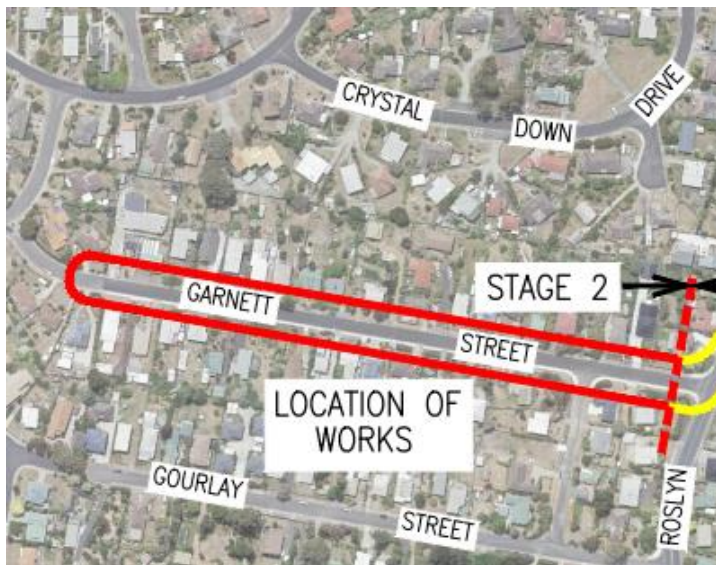 CRYSTAL
DOWN
DRIVE
STAGE 2
GARNETT
STREET
LOCATION OF
WORKS
GOURLAY
STREET
ROSLYN